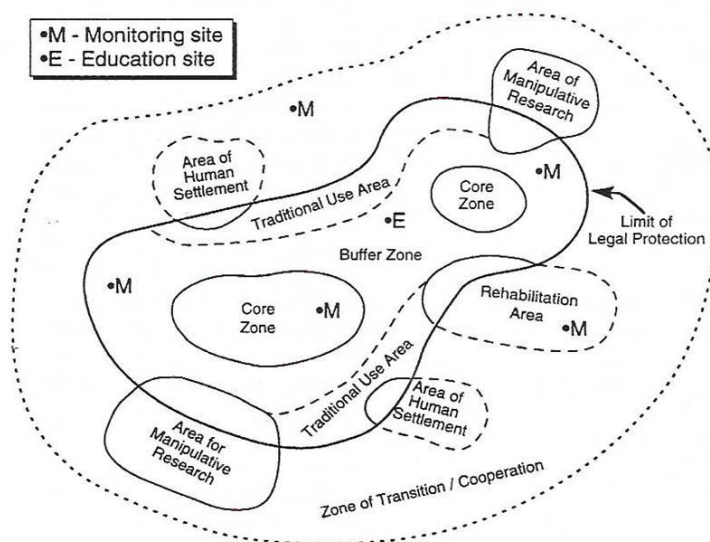 •M - Monitoring site
•E - Education site
Area of
Manipulative
Research
•M
Area of
Human
Settlement
Traditional Use Area
•M
Core
Zone
•E
Limit of
Legal Protection
Buffer Zone
•M
Core
Zone
•M
Rehabilitation
Area
•M
Traditional Use Area
Area of
Human
Settlement
Area for
Manipulative
Research
Zone of Transition / Cooperation